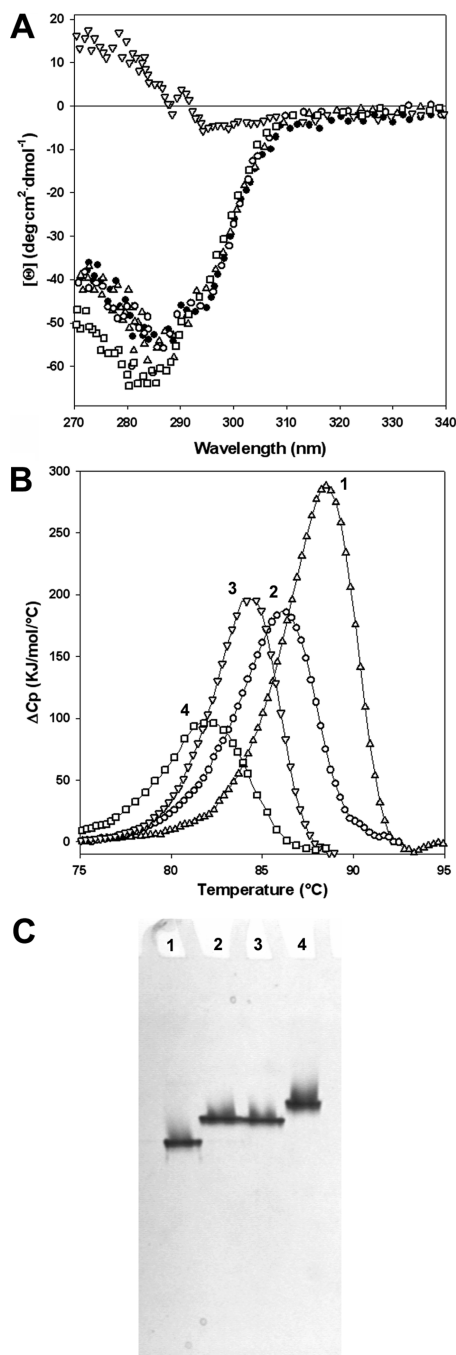 A
20
10
0
-10
-20
-30
-40
-50
-60
[Θ] (deg·cm²·dmol⁻¹)
270 280 290 300 310 320 330 340
Wavelength (nm)
B
300
250
200
150
100
50
0
ΔCp (KJ/mol/°C)
1
2
3
4
75 80 85 90 95
Temperature (°C)
C
1 2 3 4